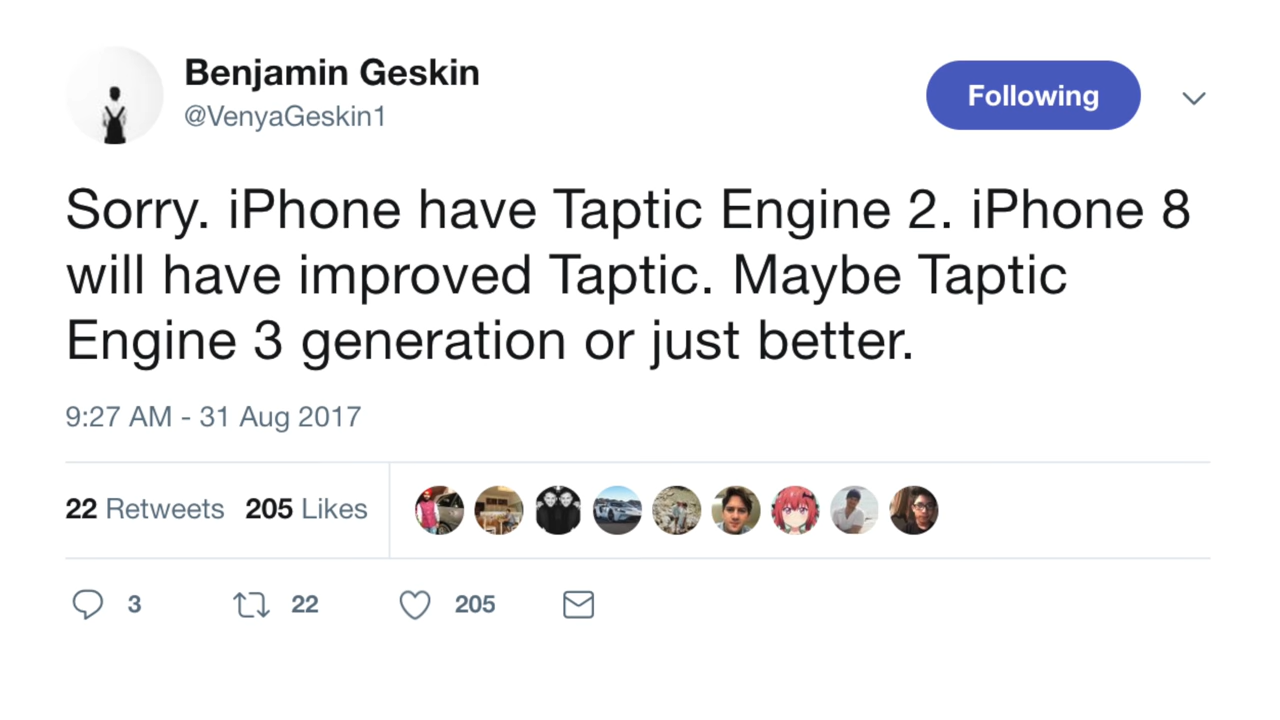 Benjamin Geskin
@VenyaGeskin1
Following
Sorry. iPhone have Taptic Engine 2. iPhone 8
will have improved Taptic. Maybe Taptic
Engine 3 generation or just better.
9:27 AM - 31 Aug 2017
22 Retweets 205 Likes
3 22 205